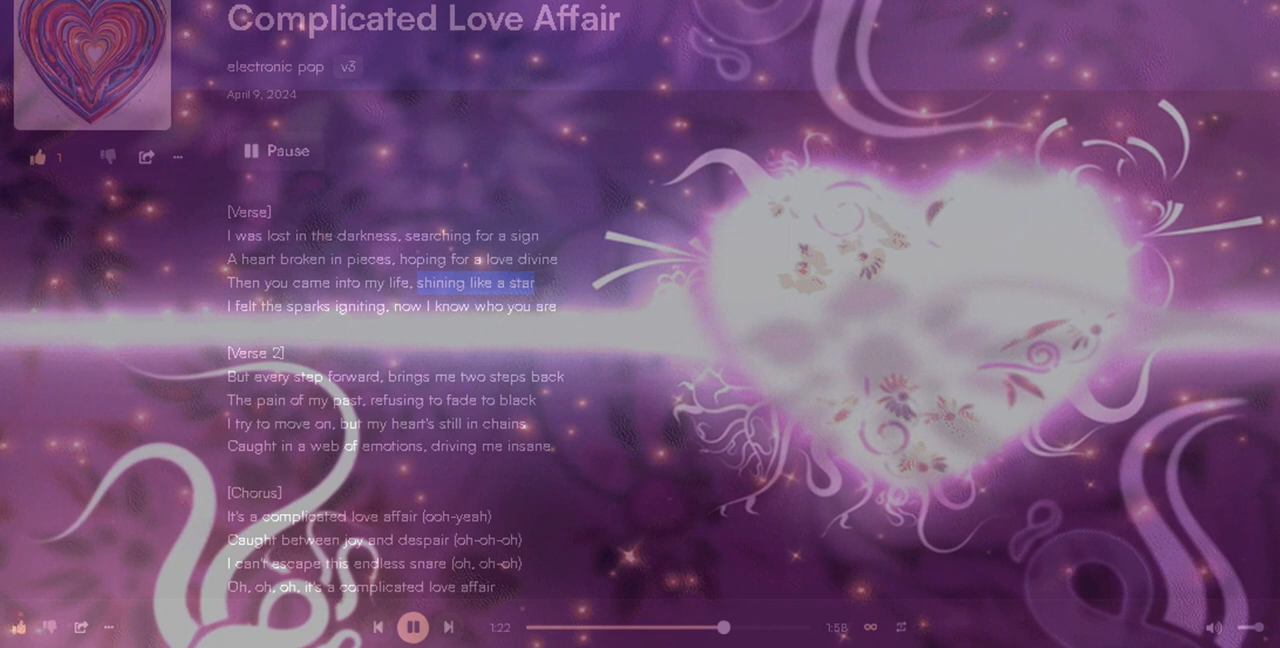 Complicated Love Affair
electronic pop v3
April 9, 2024
1
Pause
[Verse]
I was lost in the darkness, searching for a sign
A heart broken in pieces, hoping for a love divine
Then you came into my life, shining like a star
I felt the sparks igniting, now I know who you are
[Verse 2]
But every step forward, brings me two steps back
The pain of my past, refusing to fade to black
I try to move on, but my heart's still in chains
Caught in a web of emotions, driving me insane
[Chorus]
It's a complicated love affair (ooh-yeah)
Caught between joy and despair (oh-oh-oh)
I can't escape this endless snare (oh, oh-oh)
Oh, oh, oh, it's a complicated love affair
1:22 1:58